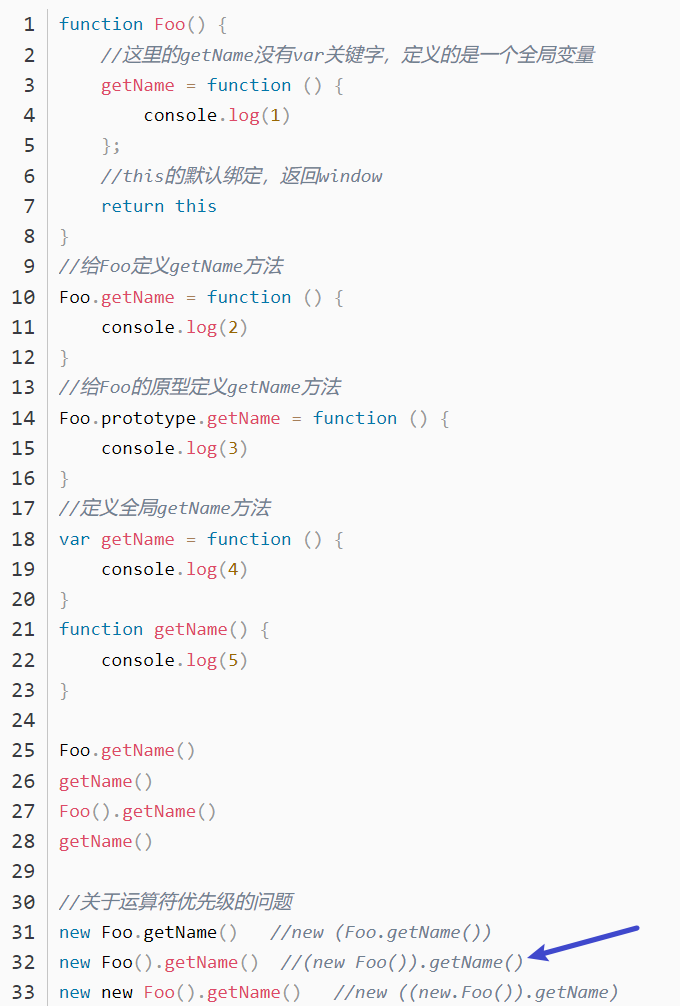 1 function Foo() {
2 //这里的getName没有var关键字，定义的是一个全局变量
3 getName = function () {
4 console.log(1)
5 };
6 //this的默认绑定，返回window
7 return this
8 }
9 //给Foo定义getName方法
10 Foo.getName = function () {
11 console.log(2)
12 }
13 //给Foo的原型定义getName方法
14 Foo.prototype.getName = function () {
15 console.log(3)
16 }
17 //定义全局getName方法
18 var getName = function () {
19 console.log(4)
20 }
21 function getName() {
22 console.log(5)
23 }
24
25 Foo.getName()
26 getName()
27 Foo().getName()
28 getName()
29
30 //关于运算符优先级的问题
31 new Foo.getName() //new (Foo.getName())
32 new Foo().getName() //(new Foo()).getName()
33 new new Foo().getName() //new ((new.Foo()).getName)